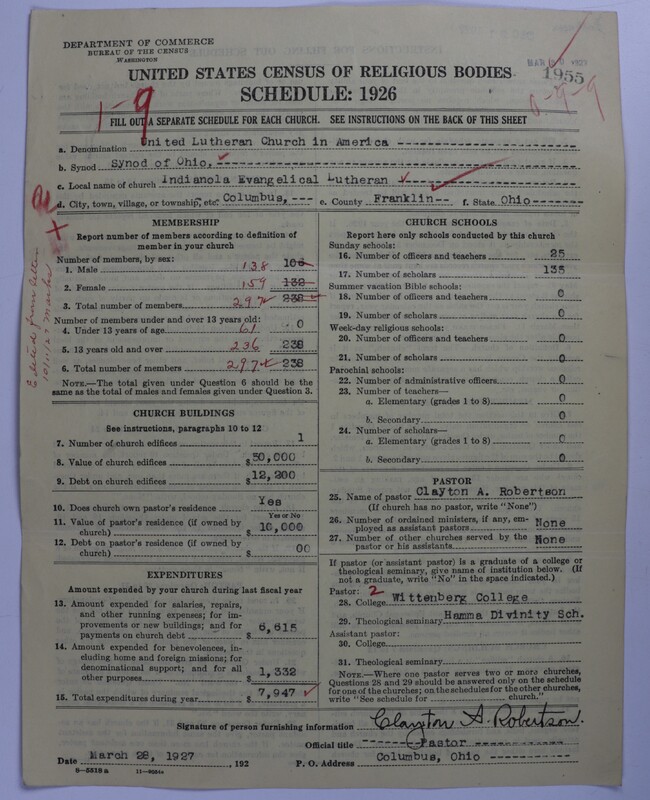 DEPARTMENT OF COMMERCE
BUREAU OF THE CENSUS
WASHINGTON
UNITED STATES CENSUS OF RELIGIOUS BODIES
1955
SCHEDULE: 1926
1-9
0-9-9
FILL OUT A SEPARATE SCHEDULE FOR EACH CHURCH. SEE INSTRUCTIONS ON THE BACK OF THIS SHEET
a. Denomination United Lutheran Church in America
b. Synod Synod of Ohio,
c. Local name of church Indianola Evangelical Lutheran
d. City, town, village, or township, etc. Columbus, e. County Franklin f. State Ohio
MEMBERSHIP
Report number of members according to definition of
member in your church
Number of members, by sex:
1. Male 138 106
2. Female 159 132
3. Total number of members 297 238
Number of members under and over 13 years old:
4. Under 13 years of age 61 0
5. 13 years old and over 236 238
6. Total number of members 297 238
NOTE.—The total given under Question 6 should be
same as the total of males and females given under Question 3.
CHURCH BUILDINGS
See instructions, paragraphs 10 to 12
7. Number of church edifices 1
8. Value of church edifices $50,000
9. Debt on church edifices $12,200
10. Does church own pastor's residence Yes
Yes or No
11. Value of pastor's residence (if owned by
church) $ 10,000
12. Debt on pastor's residence (if owned by
church) $ 00
EXPENDITURES
Amount expended by your church during last fiscal year
13. Amount expended for salaries, repairs,
and other running expenses; for im-
provements or new buildings; and for
payments on church debt $ 6,615
14. Amount expended for benevolences, in-
cluding home and foreign missions; for
denominational support; and for all
other purposes $ 1,332
15. Total expenditures during year $ 7,947
CHURCH SCHOOLS
Report here only schools conducted by this church
Sunday schools:
16. Number of officers and teachers 25
17. Number of scholars 135
Summer vacation Bible schools:
18. Number of officers and teachers 0
19. Number of scholars 0
Week-day religious schools:
20. Number of officers and teachers 0
21. Number of scholars 0
Parochial schools:
22. Number of administrative officers 0
23. Number of teachers—
a. Elementary (grades 1 to 8) 0
b. Secondary 0
24. Number of scholars—
a. Elementary (grades 1 to 8) 0
b. Secondary 0
PASTOR
25. Name of pastor Clayton A. Robertson
(If church has no pastor, write "None")
26. Number of ordained ministers, if any, em-
ployed as assistant pastors None
27. Number of other churches served by the
pastor or his assistants None
If pastor (or assistant pastor) is a graduate of a college or
theological seminary, give name of institution below. (If
not a graduate, write "No" in the space indicated.)
Pastor: 2
28. College Wittenberg College
29. Theological seminary Hamma Divinity Sch.
Assistant pastor:
30. College
31. Theological seminary
NOTE.—Where one pastor serves two or more churches,
Questions 28 and 29 should be answered only on the schedule
for one of the churches; on the schedules for the other churches,
write "See schedule for church."
Signature of person furnishing information Clayton A. Robertson.
Official title Pastor
Date March 28, 1927 , 192 P. O. Address Columbus, Ohio